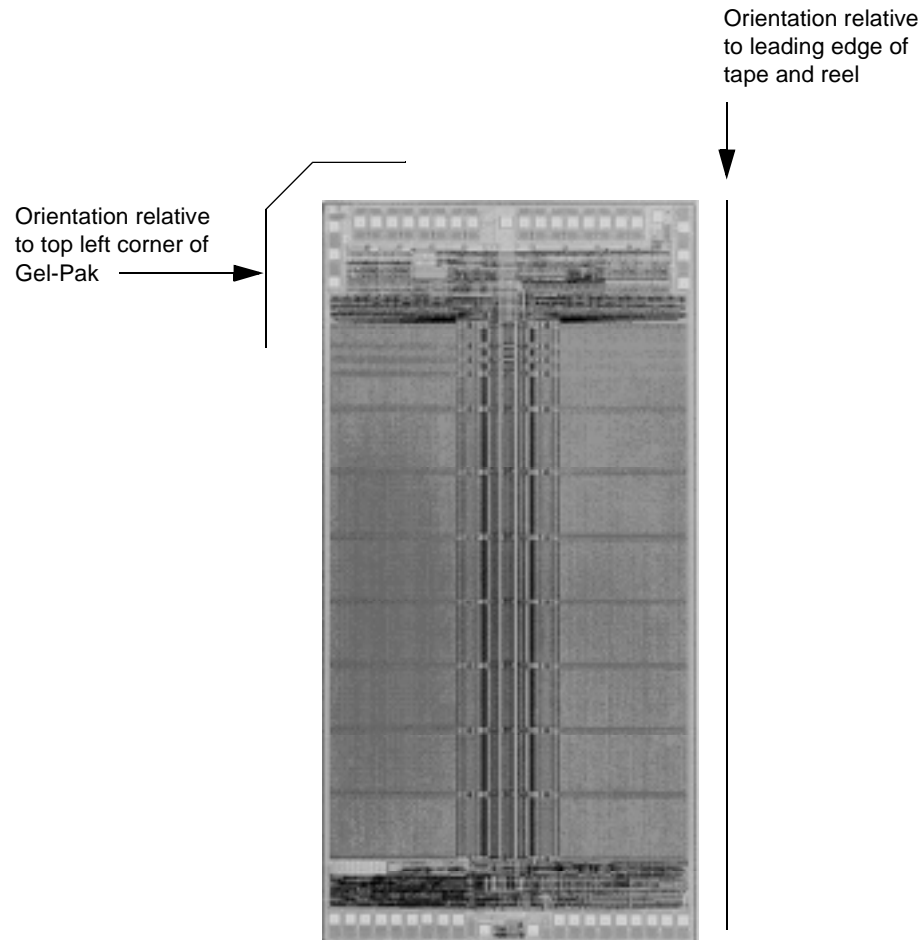 Orientation relative
to leading edge of
tape and reel
Orientation relative
to top left corner of
Gel-Pak